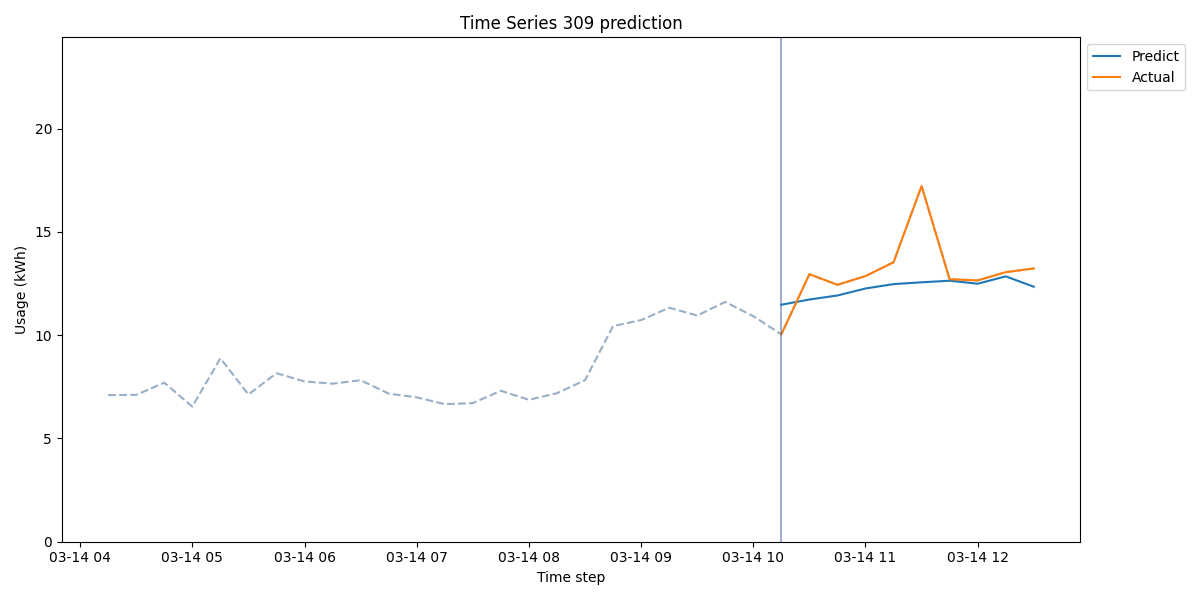 Time Series 309 prediction
Predict
Actual
Usage (kWh)
20
15
10
5
0
03-14 04 03-14 05 03-14 06 03-14 07 03-14 08 03-14 09 03-14 10 03-14 11 03-14 12
Time step